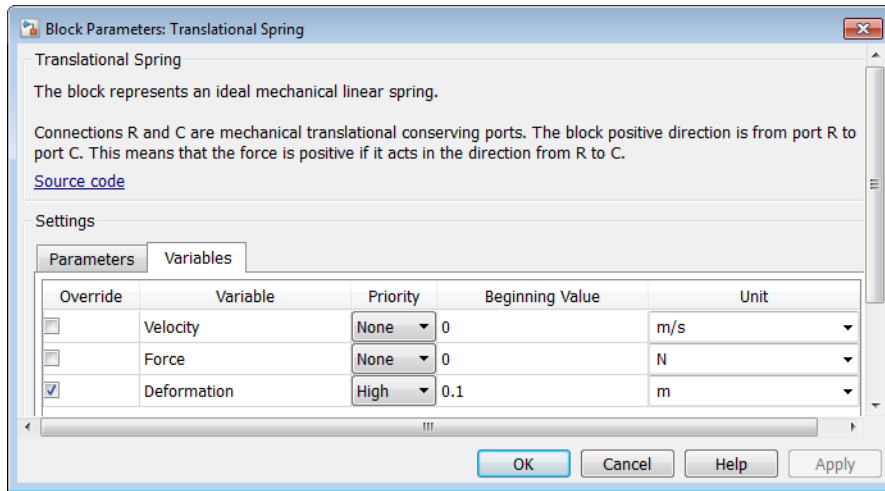 Block Parameters: Translational Spring
Translational Spring
The block represents an ideal mechanical linear spring.
Connections R and C are mechanical translational conserving ports. The block positive direction is from port R to
port C. This means that the force is positive if it acts in the direction from R to C.
Source code
Settings
Parameters Variables
Override Variable Priority Beginning Value Unit
Velocity None 0 m/s
Force None 0 N
Deformation High 0.1 m
OK Cancel Help Apply